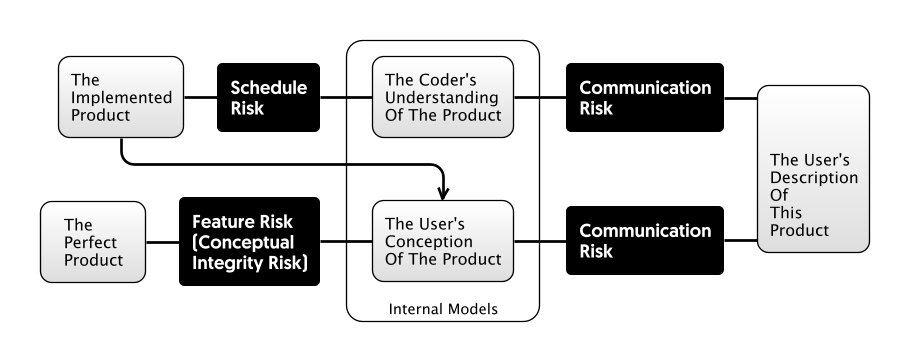 The
Implemented
Product
Schedule
Risk
The Coder's
Understanding
Of The Product
Communication
Risk
The User's
Description
Of
This
Product
The
Perfect
Product
Feature Risk
(Conceptual
Integrity Risk)
The User's
Conception
Of The Product
Communication
Risk
Internal Models